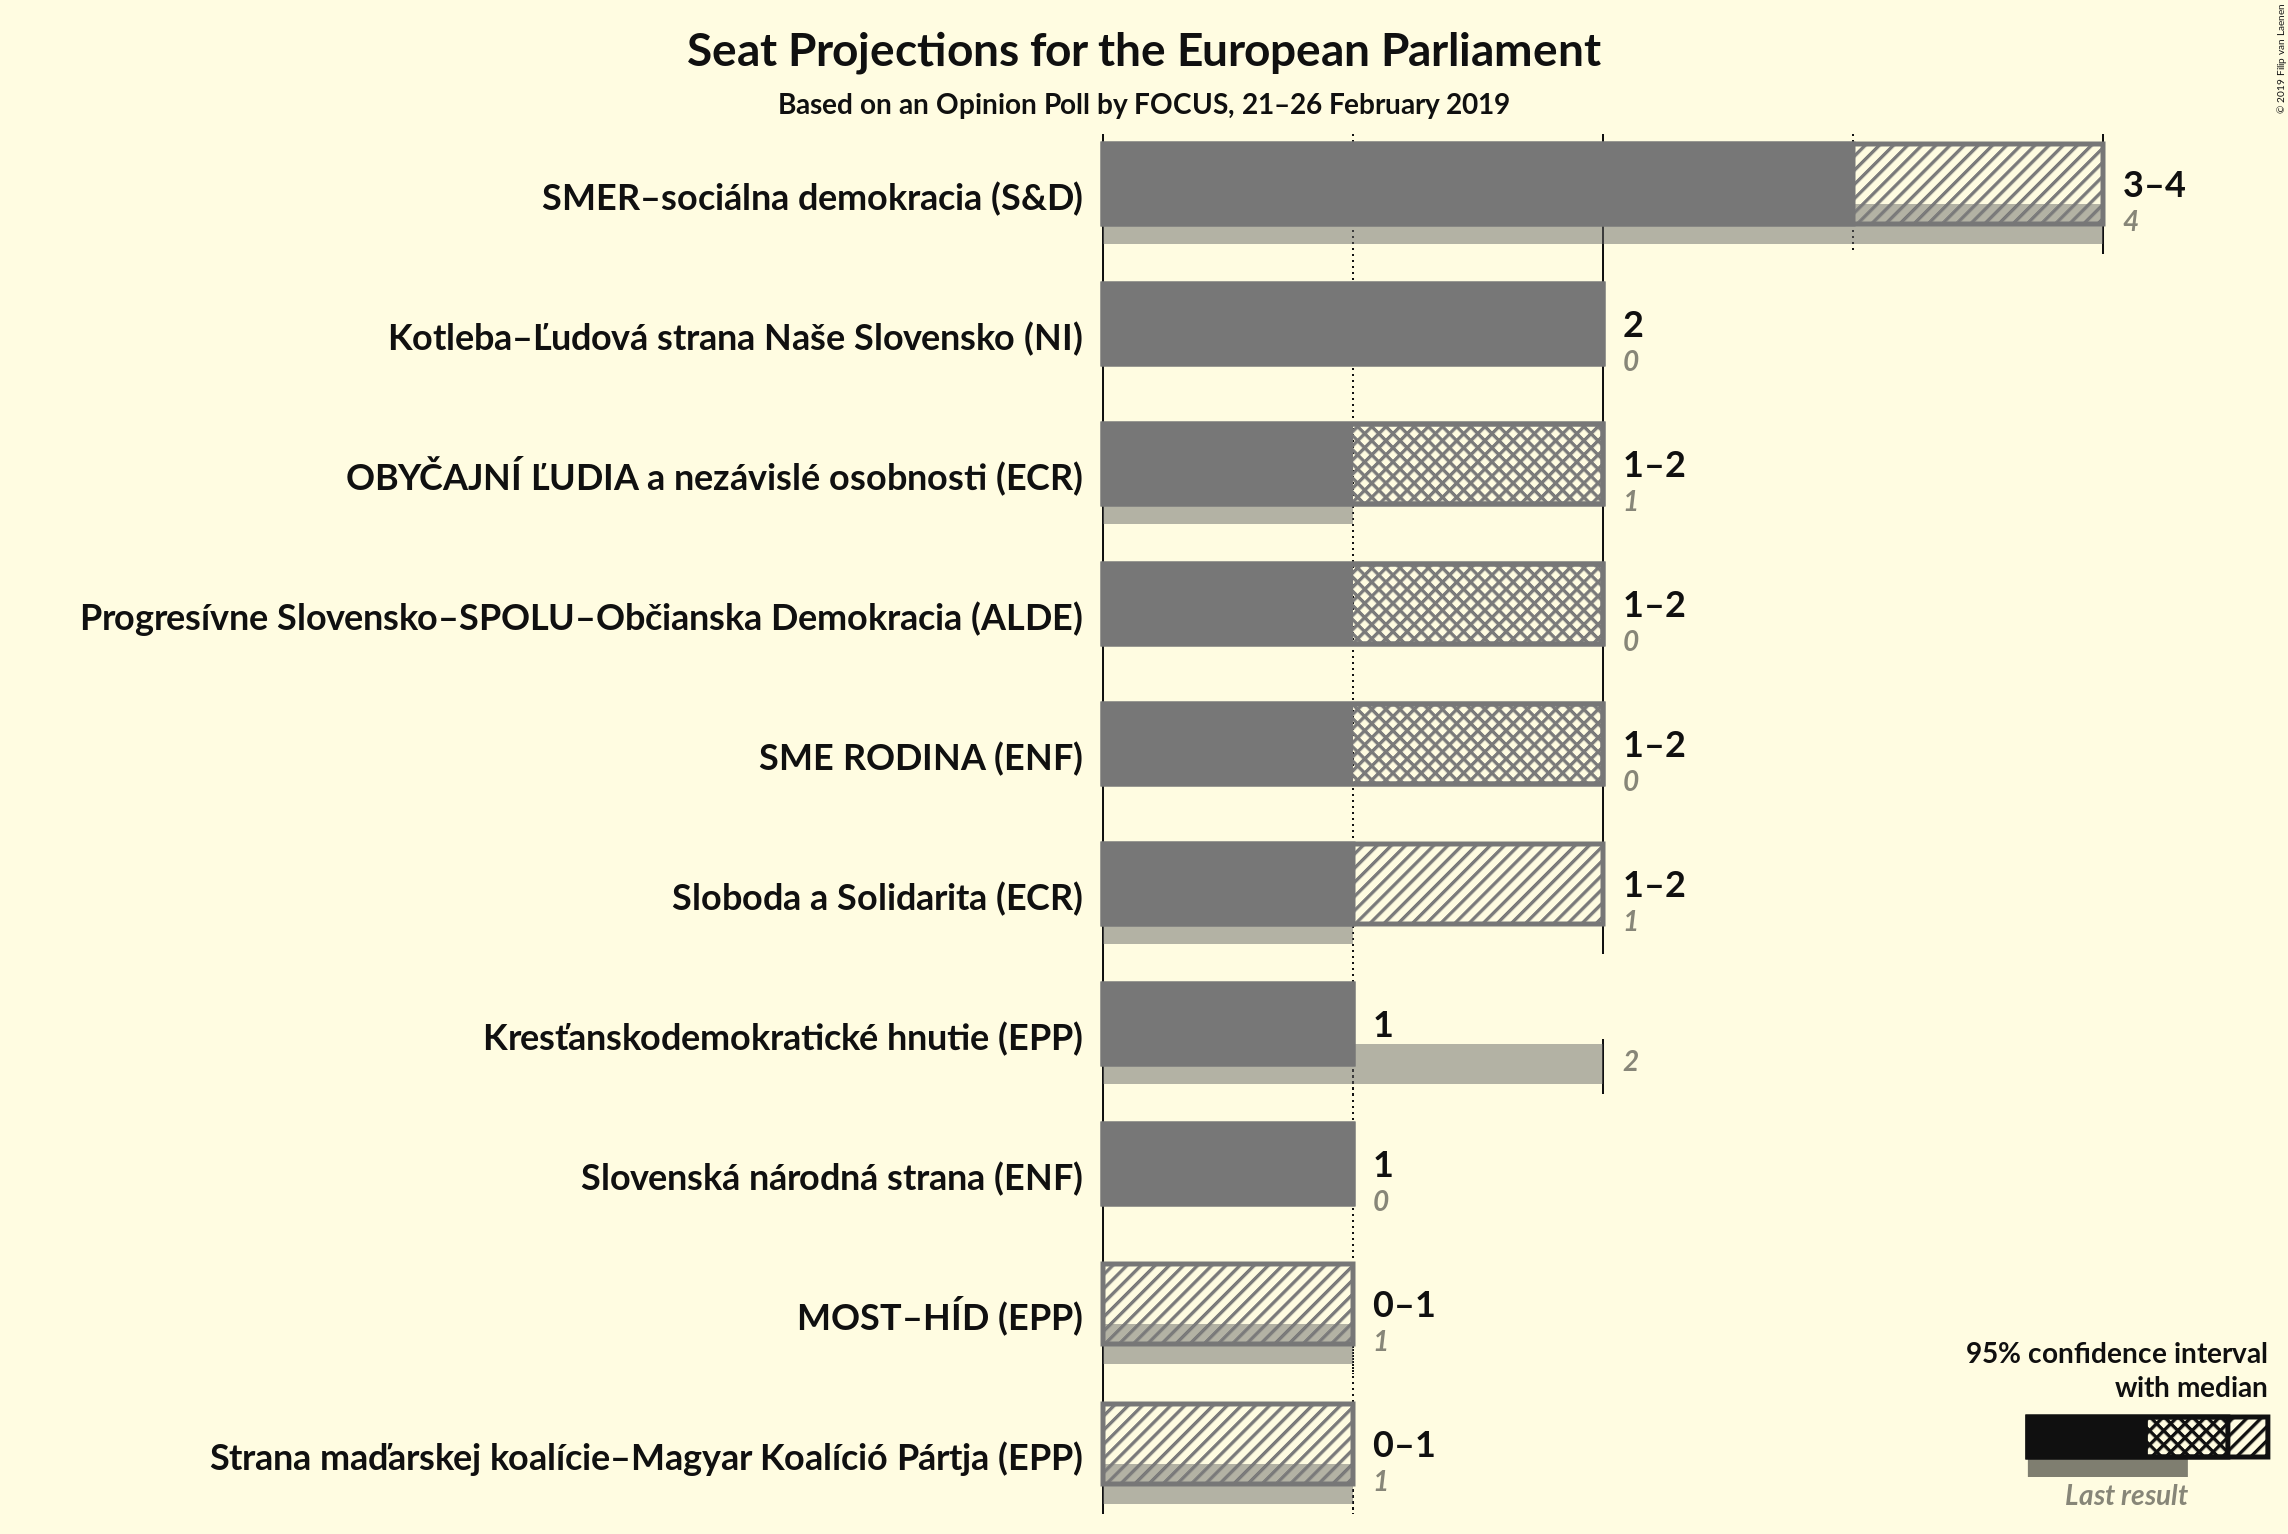 Seat Projections for the European Parliament
Based on an Opinion Poll by FOCUS, 21–26 February 2019
© 2019 Filip van Laenen
SMER–sociálna demokracia (S&D)
3–4
4
Kotleba–Ľudová strana Naše Slovensko (NI)
2
0
OBYČAJNÍ ĽUDIA a nezávislé osobnosti (ECR)
1–2
1
Progresívne Slovensko–SPOLU–Občianska Demokracia (ALDE)
1–2
0
SME RODINA (ENF)
1–2
0
Sloboda a Solidarita (ECR)
1–2
1
Kresťanskodemokratické hnutie (EPP)
1
2
Slovenská národná strana (ENF)
1
0
MOST–HÍD (EPP)
0–1
1
Strana maďarskej koalície–Magyar Koalíció Pártja (EPP)
0–1
1
95% confidence interval
with median
Last result